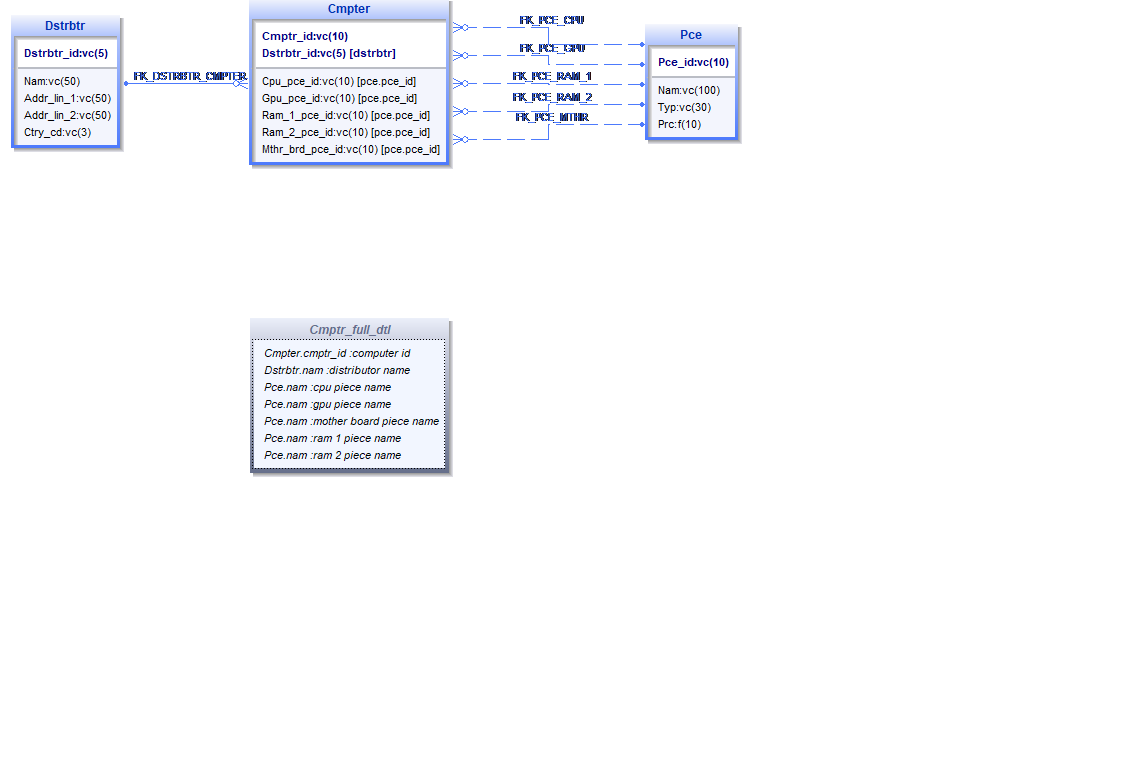 Dstrbtr
Dstrbtr_id:vc(5)
Nam:vc(50)
Addr_lin_1:vc(50)
Addr_lin_2:vc(50)
Ctry_cd:vc(3)
FK_DSTRBTR_CMPTER
Cmpter
Cmptr_id:vc(10)
Dstrbtr_id:vc(5) [dstrbtr]
Cpu_pce_id:vc(10) [pce.pce_id]
Gpu_pce_id:vc(10) [pce.pce_id]
Ram_1_pce_id:vc(10) [pce.pce_id]
Ram_2_pce_id:vc(10) [pce.pce_id]
Mthr_brd_pce_id:vc(10) [pce.pce_id]
FK_PCE_CPU
FK_PCE_GPU
FK_PCE_RAM_1
FK_PCE_RAM_2
FK_PCE_MTHR
Pce
Pce_id:vc(10)
Nam:vc(100)
Typ:vc(30)
Prc:f(10)
Cmptr_full_dtl
Cmpter.cmptr_id :computer id
Dstrbtr.nam :distributor name
Pce.nam :cpu piece name
Pce.nam :gpu piece name
Pce.nam :mother board piece name
Pce.nam :ram 1 piece name
Pce.nam :ram 2 piece name